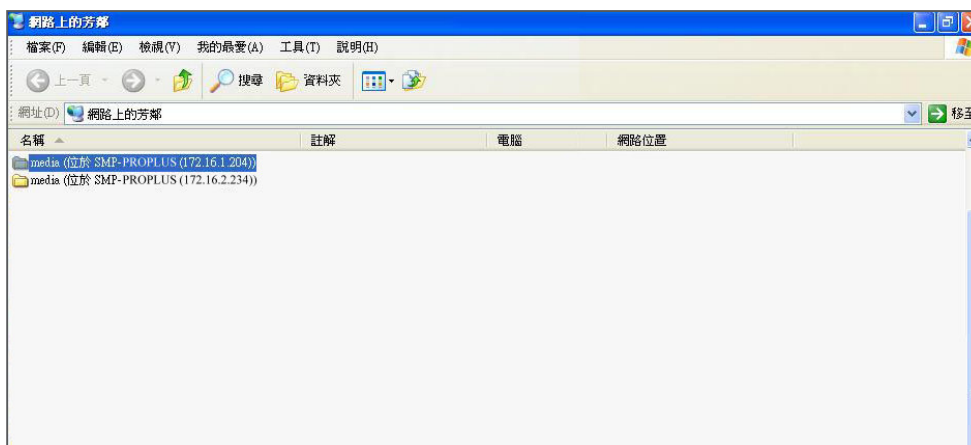 網路上的芳鄰
檔案(F) 編輯(E) 檢視(V) 我的最愛(A) 工具(T) 說明(H)
上一頁 搜尋 資料夾
網址(D) 網路上的芳鄰 移至
名稱 註解 電腦 網路位置
media (位於 SMP-PROPLUS (172.16.1.204))
media (位於 SMP-PROPLUS (172.16.2.234))